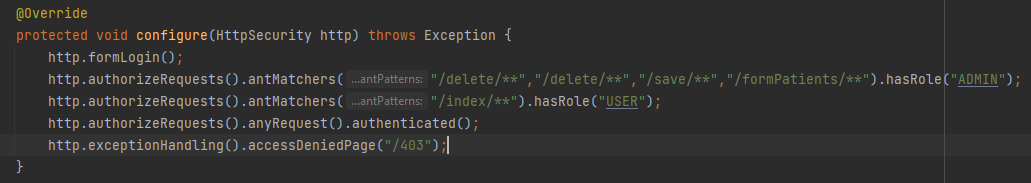 @Override
protected void configure(HttpSecurity http) throws Exception {
http.formLogin();
http.authorizeRequests().antMatchers( ...antPatterns: "/delete/**","/delete/**","/save/**","/formPatients/**").hasRole("ADMIN");
http.authorizeRequests().antMatchers( ...antPatterns: "/index/**").hasRole("USER");
http.authorizeRequests().anyRequest().authenticated();
http.exceptionHandling().accessDeniedPage("/403");
}